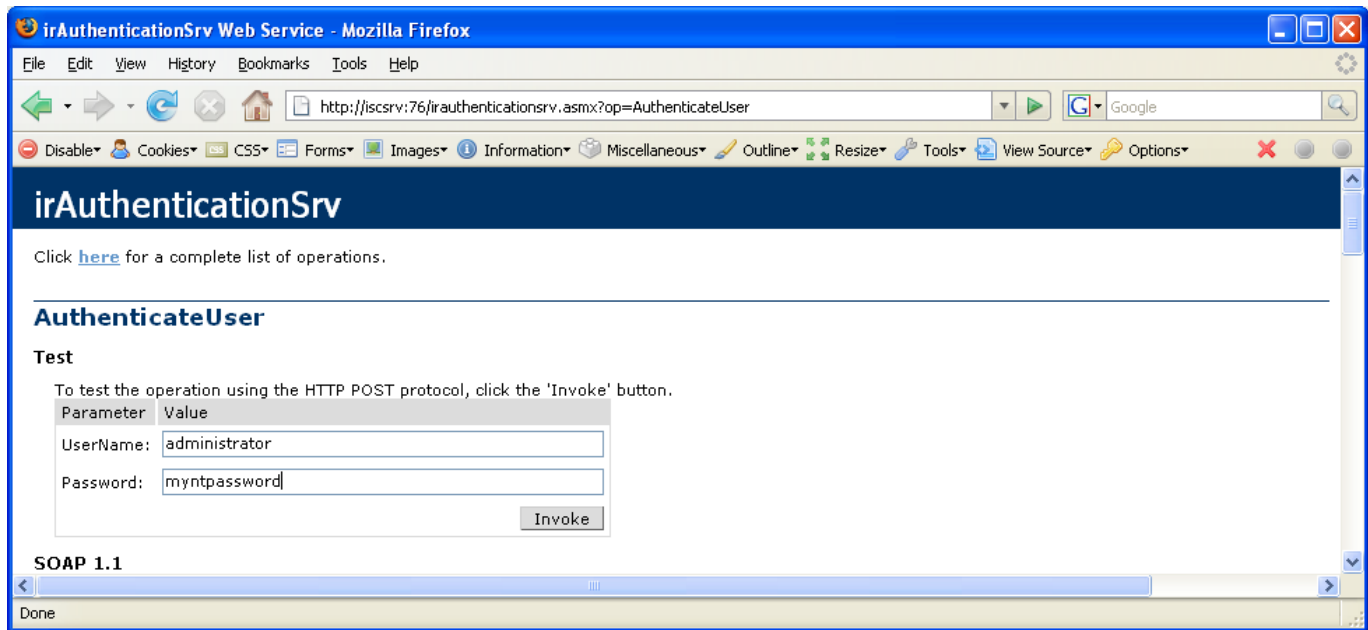 irAuthenticationSrv Web Service - Mozilla Firefox
File Edit View History Bookmarks Tools Help
http://iscsrv:76/irauthenticationsrv.asmx?op=AuthenticateUser G Google
Disable Cookies CSS CSS Forms Images Information Miscellaneous Outline Resize Tools View Source Options
irAuthenticationSrv
Click here for a complete list of operations.
AuthenticateUser
Test
To test the operation using the HTTP POST protocol, click the 'Invoke' button.
Parameter Value
UserName: administrator
Password: myntpassword
Invoke
SOAP 1.1
Done